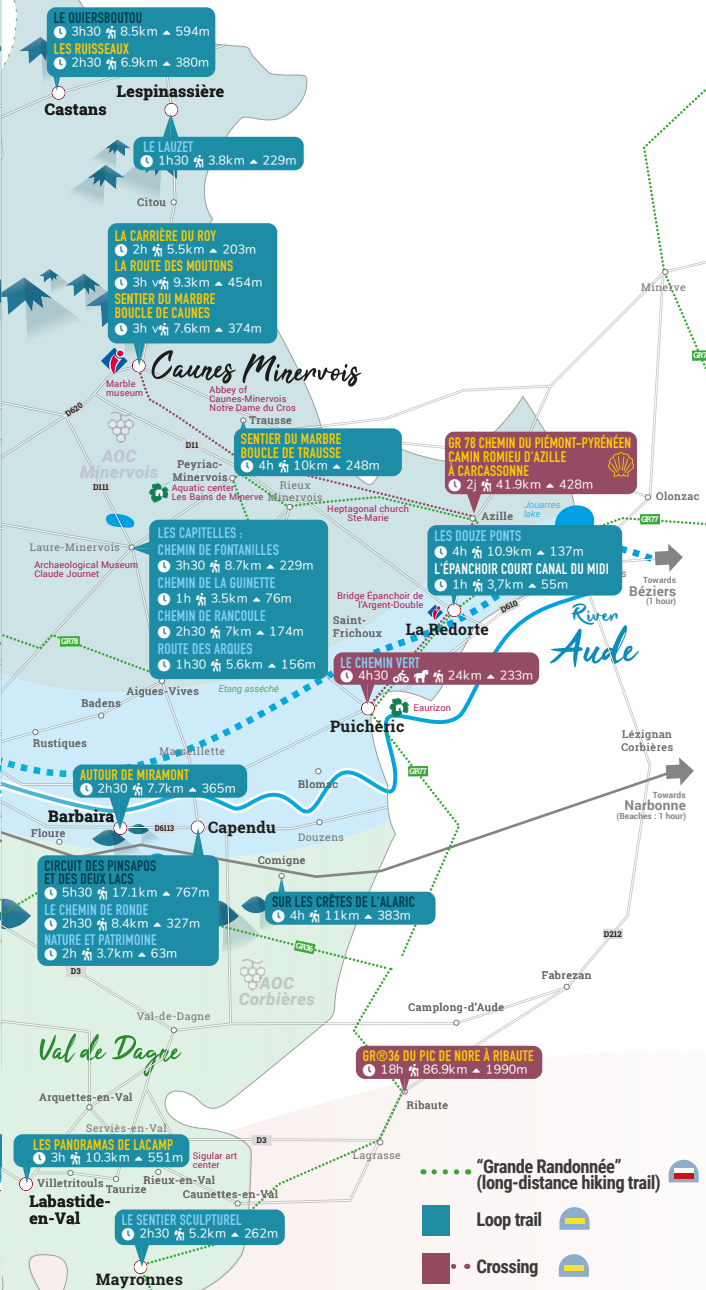 LE QUIERSBOUTOU
3h30 8.5km 594m
LES RUISSEAUX
2h30 6.9km 380m
Lespinassière
Castans
LE LAUZET
1h30 3.8km 229m
Citou
LA CARRIÈRE DU ROY
2h 5.5km 203m
LA ROUTE DES MOUTONS
3h v 9.3km 454m
SENTIER DU MARBRE
BOUCLE DE CAUNES
3h v 7.6km 374m
Minerve
GR7
Caunes Minervois
Marble
museum
Abbey of
Caunes-Minervois
Notre Dame du Cros
D620
Trausse
AOC
Minervois
D11
SENTIER DU MARBRE
BOUCLE DE TRAUSSE
4h 10km 248m
GR 78 CHEMIN DU PIÉMONT-PYRÉNÉEN
CAMIN ROMIEU D'AZILLE
À CARCASSONNE
2j 41.9km 428m
Peyriac-
Minervois
D111
Aquatic center
Les Bains de Minerve
Rieux
Minervois
Heptagonal church
Ste-Marie
Azille
Jouarres
lake
Olonzac
GR77
Laure-Minervois
Archaeological Museum
Claude Journet
LES CAPITELLES :
CHEMIN DE FONTANILLES
3h30 8.7km 229m
CHEMIN DE LA GUINETTE
1h 3.5km 76m
CHEMIN DE RANCOULE
2h30 7km 174m
ROUTE DES ARQUES
1h30 5.6km 156m
LES DOUZE PONTS
4h 10.9km 137m
L'ÉPANCHOIR COURT CANAL DU MIDI
1h 3,7km 55m
s
Towards
Béziers
(1 hour)
Bridge Épanchoir de
l'Argent-Double
D610
Saint-
Frichoux
La Redorte
River
Aude
GR78
LE CHEMIN VERT
4h30 24km 233m
Aigues-Vives
Etang asséché
Badens
Eaurizon
Puichéric
Rustiques
Marseillette
Lézignan
Corbières
GR77
AUTOUR DE MIRAMONT
2h30 7.7km 365m
Blomac
Towards
Narbonne
(Beaches : 1 hour)
Barbaira
D6113
Capendu
Floure
Douzens
Comigne
CIRCUIT DES PINSAPOS
ET DES DEUX LACS
5h30 17.1km 767m
LE CHEMIN DE RONDE
2h30 8.4km 327m
NATURE ET PATRIMOINE
2h 3.7km 63m
SUR LES CRÊTES DE L'ALARIC
4h 11km 383m
D212
GR36
D3
AOC
Corbières
Fabrezan
Camplong-d'Aude
Val-de-Dagne
Val de Dagne
GR®36 DU PIC DE NORE À RIBAUTE
18h 86.9km 1990m
Arquettes-en-Val
Ribaute
Serviès-en-Val
D3
LES PANORAMAS DE LACAMP
3h 10.3km 551m
Sigular art
center
Lagrasse
Villetritouls
Taurize
Rieux-en-Val
Caunettes-en-Val
Labastide-
en-Val
LE SENTIER SCULPTUREL
2h30 5.2km 262m
Mayronnes
"Grande Randonnée"
(long-distance hiking trail)
Loop trail
Crossing